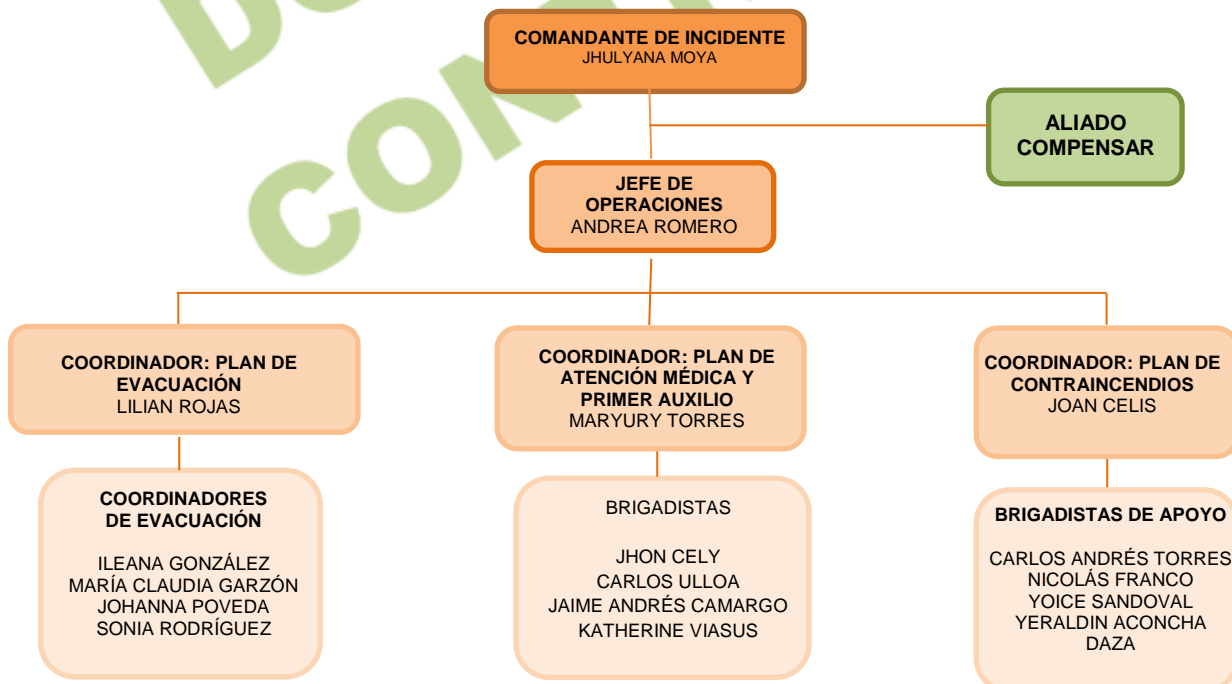 COMANDANTE DE INCIDENTE
JHULYANA MOYA
ALIADO
COMPENSAR
JEFE DE
OPERACIONES
ANDREA ROMERO
COORDINADOR: PLAN DE
EVACUACIÓN
LILIAN ROJAS
COORDINADOR: PLAN DE
ATENCIÓN MÉDICA Y
PRIMER AUXILIO
MARYURY TORRES
COORDINADOR: PLAN DE
CONTRAINCENDIOS
JOAN CELIS
COORDINADORES
DE EVACUACIÓN
ILEANA GONZÁLEZ
MARÍA CLAUDIA GARZÓN
JOHANNA POVEDA
SONIA RODRÍGUEZ
BRIGADISTAS
JHON CELY
CARLOS ULLOA
JAIME ANDRÉS CAMARGO
KATHERINE VIASUS
BRIGADISTAS DE APOYO
CARLOS ANDRÉS TORRES
NICOLÁS FRANCO
YOICE SANDOVAL
YERALDIN ACONCHA
DAZA